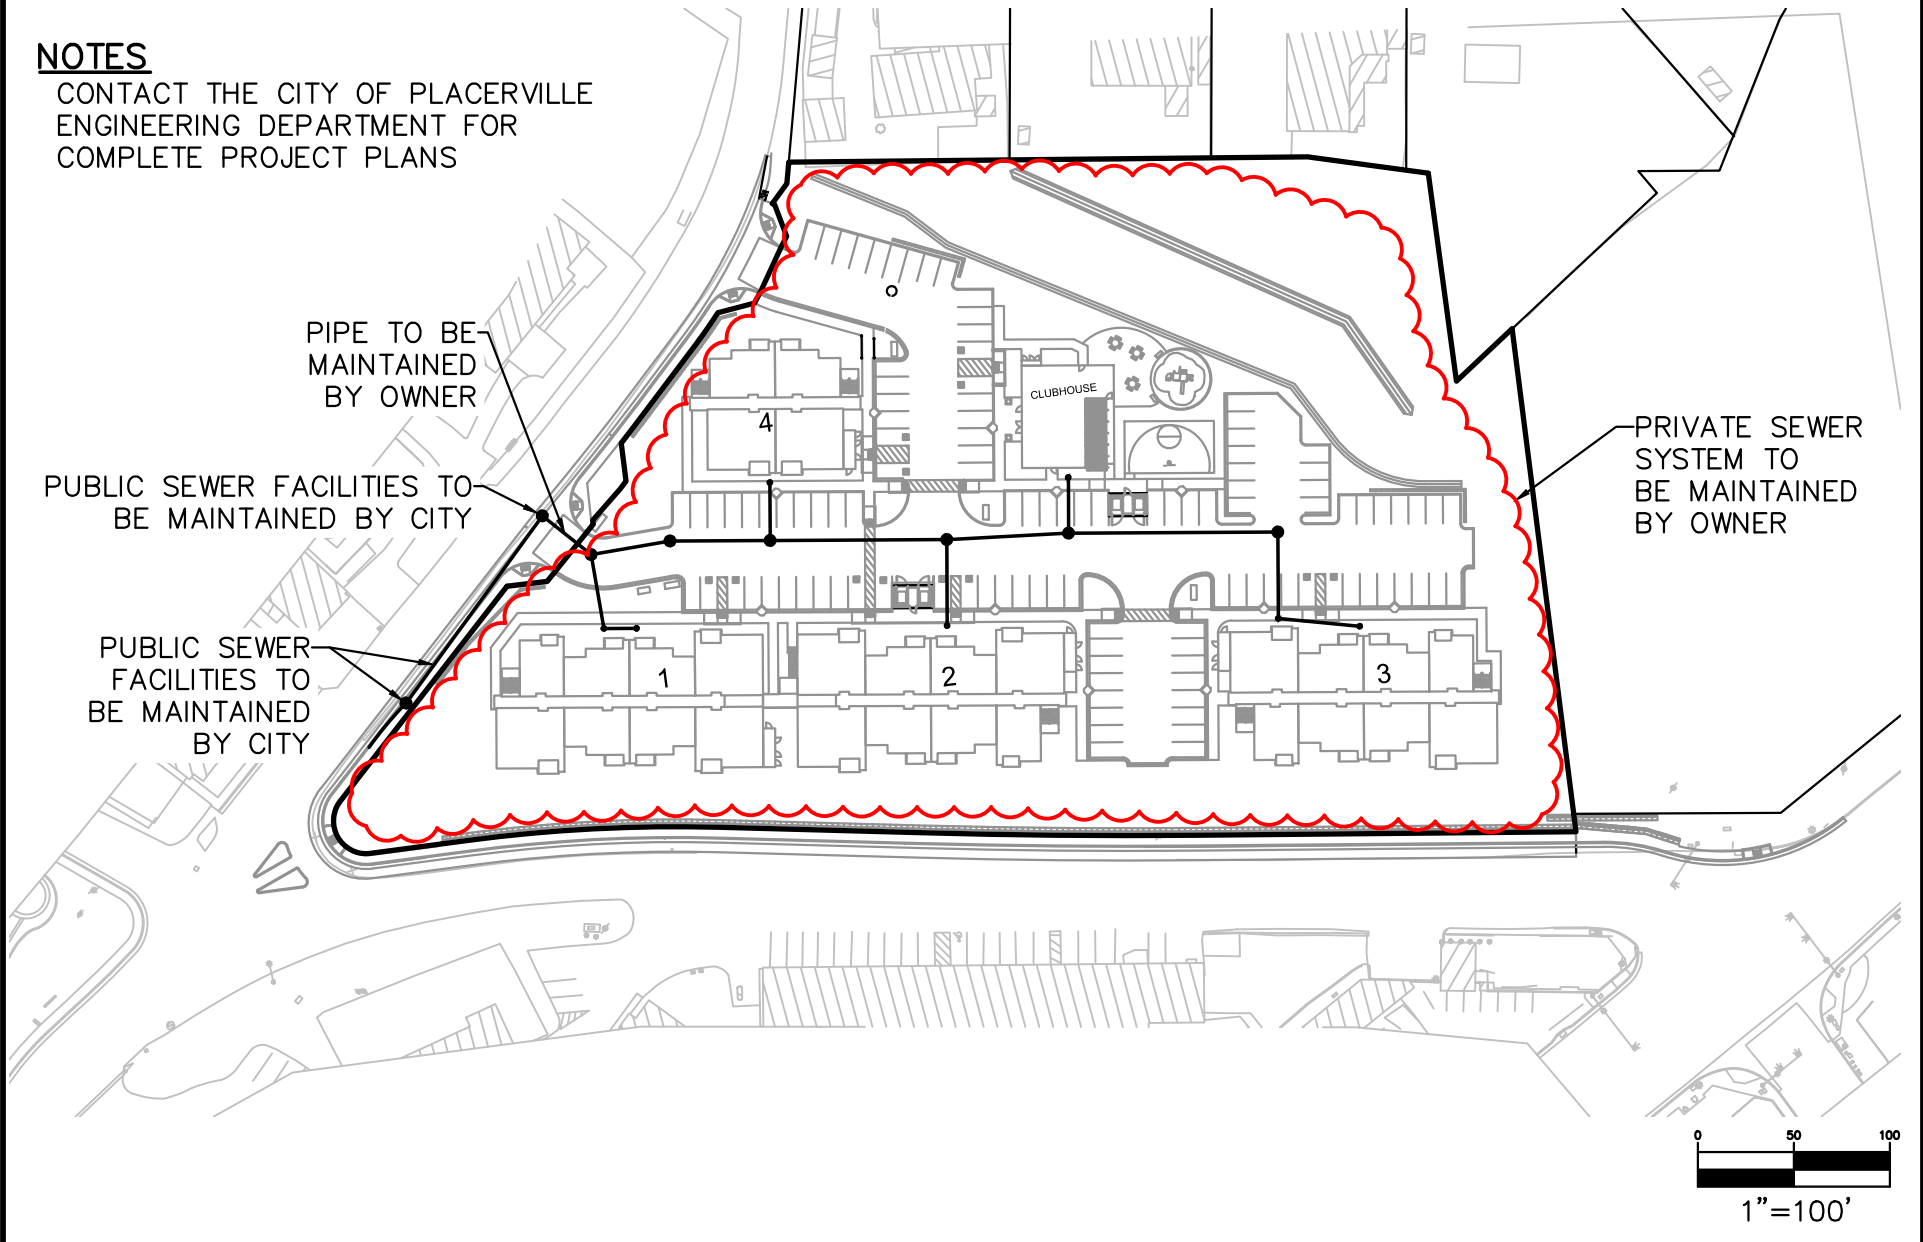 NOTES
CONTACT THE CITY OF PLACERVILLE
ENGINEERING DEPARTMENT FOR
COMPLETE PROJECT PLANS
PIPE TO BE
MAINTAINED
BY OWNER
PUBLIC SEWER FACILITIES TO
BE MAINTAINED BY CITY
PUBLIC SEWER
FACILITIES TO
BE MAINTAINED
BY CITY
CLUBHOUSE
4
PRIVATE SEWER
SYSTEM TO
BE MAINTAINED
BY OWNER
1
2
3
0 50 100
1"=100'